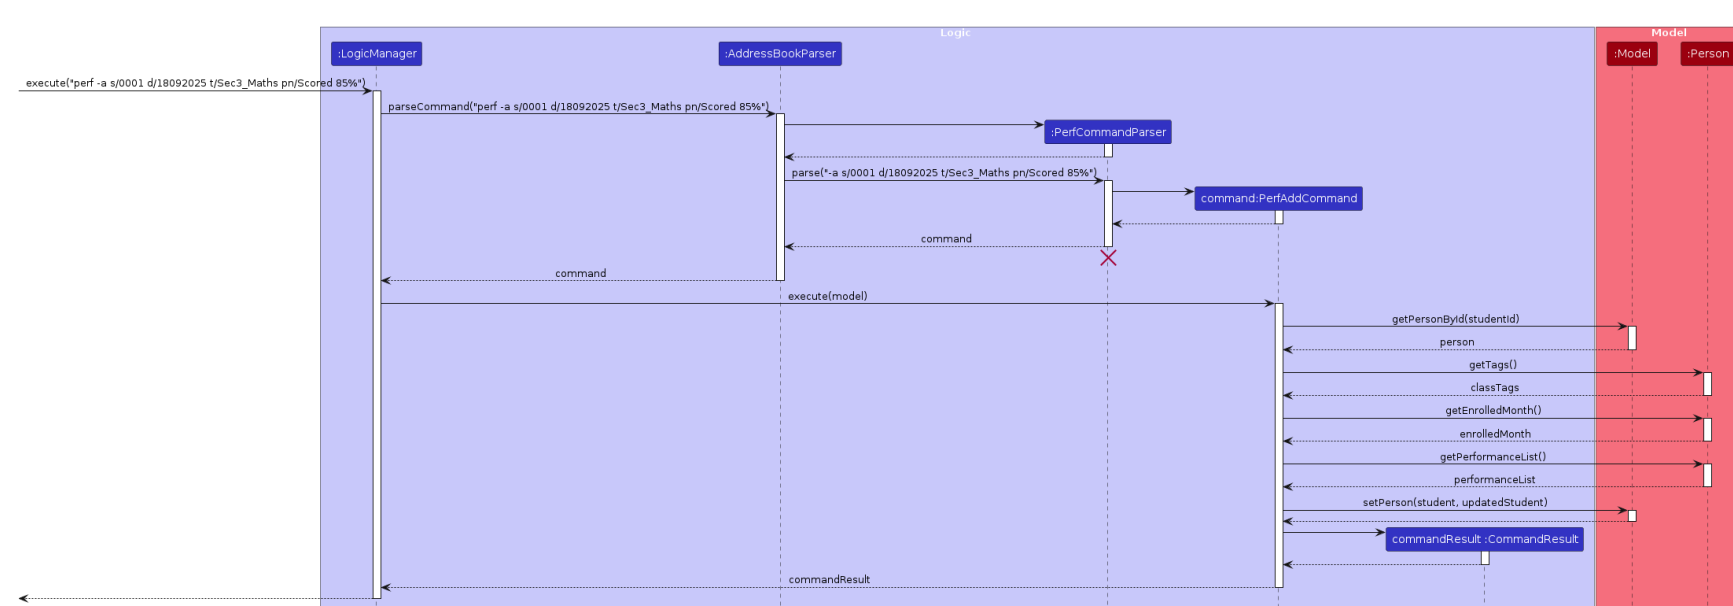 Logic
Model
:LogicManager
:AddressBookParser
:Model
:Person
execute("perf -a s/0001 d/18092025 t/Sec3_Maths pn/Scored 85%")
parseCommand("perf -a s/0001 d/18092025 t/Sec3_Maths pn/Scored 85%")
:PerfCommandParser
parse("-a s/0001 d/18092025 t/Sec3_Maths pn/Scored 85%")
command:PerfAddCommand
command
command
execute(model)
getPersonById(studentId)
person
getTags()
classTags
getEnrolledMonth()
enrolledMonth
getPerformanceList()
performanceList
setPerson(student, updatedStudent)
commandResult :CommandResult
commandResult